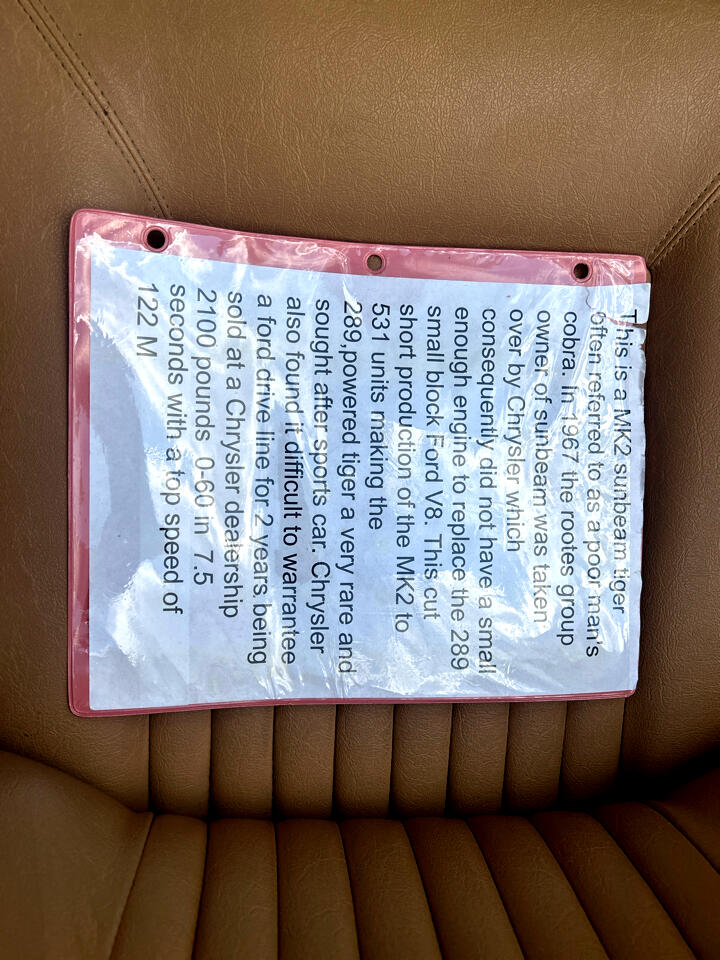 This is a MK2 sunbeam tiger
often referred to as a poor man's
cobra. In 1967 the rootes group
owner of sunbeam was taken
over by Chrysler which
consequently did not have a small
enough engine to replace the 289
small block Ford V8. This cut
short production of the MK2 to
531 units making the
289,powered tiger a very rare and
sought after sports car. Chrysler
also found it difficult to warrantee
a ford drive line for 2 years.being
sold at a Chrysler dealership
2100 pounds 0-60 in 7.5
seconds with a top speed of
122 M